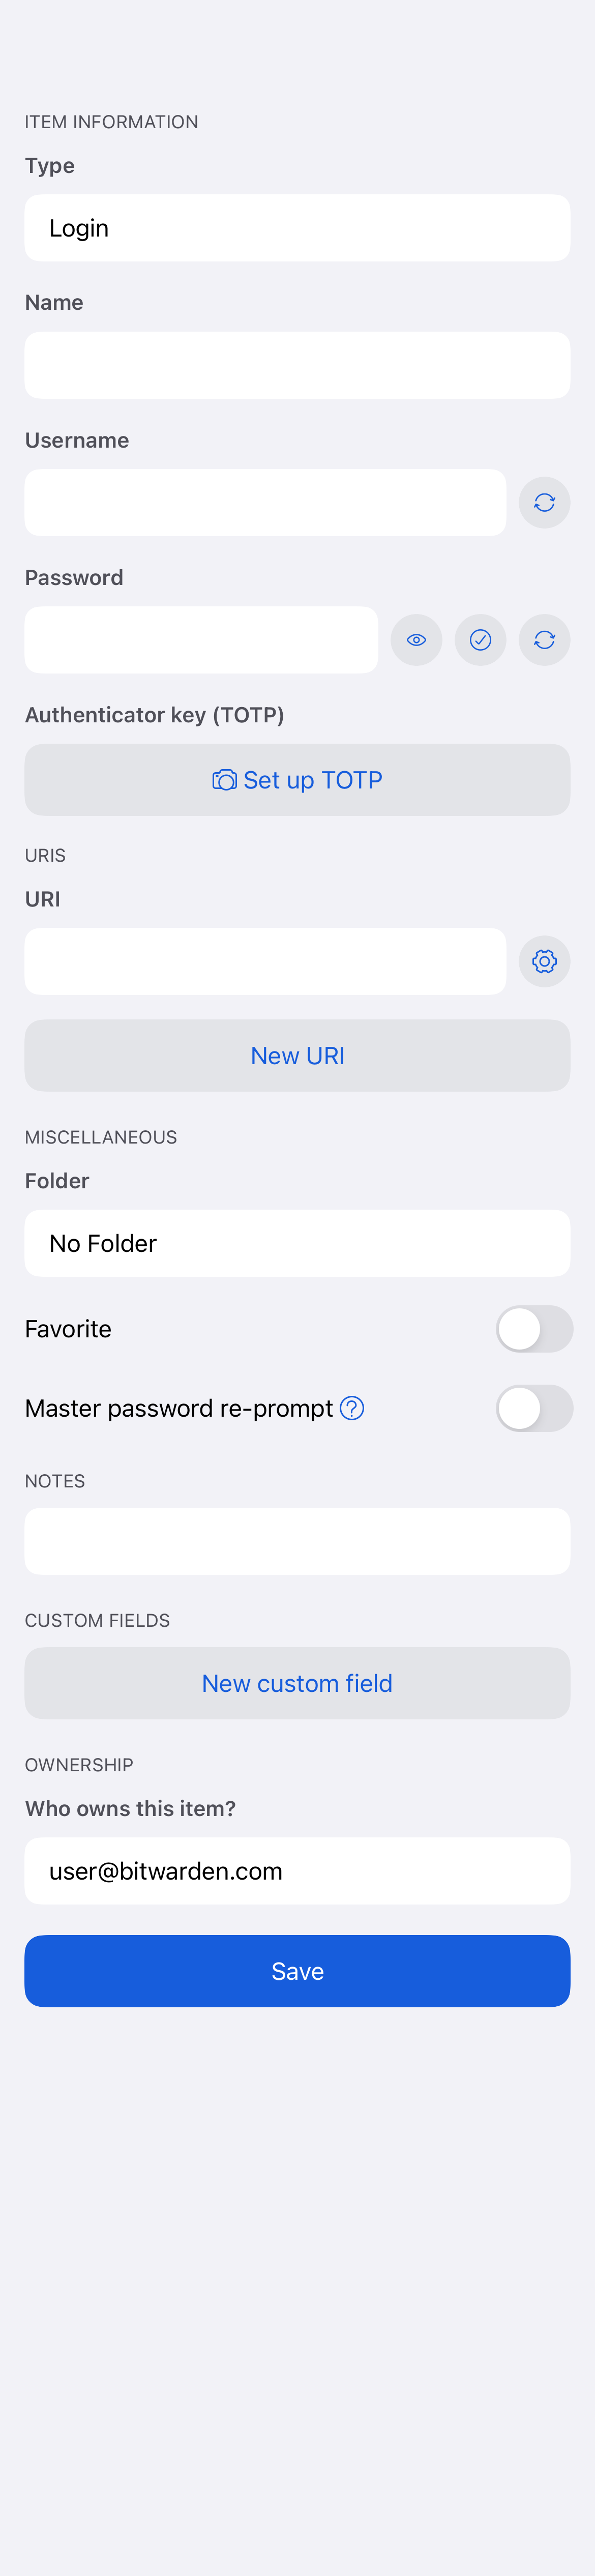 ITEM INFORMATION
Type
Login
Name
Username
Password
Authenticator key (TOTP)
Set up TOTP
URIS
URI
New URI
MISCELLANEOUS
Folder
No Folder
Favorite
Master password re-prompt
NOTES
CUSTOM FIELDS
New custom field
OWNERSHIP
Who owns this item?
user@bitwarden.com
Save